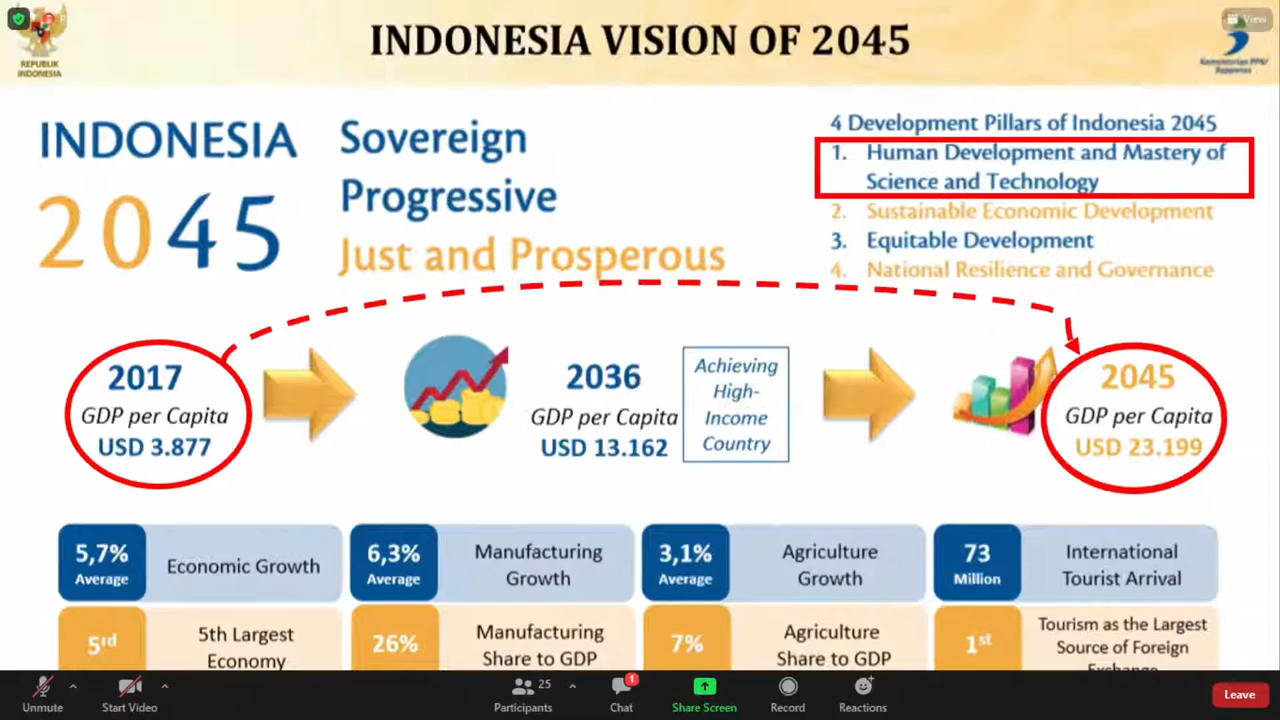 View
REPUBLIK
INDONESIA
INDONESIA VISION OF 2045
Kementerian PPN/
Bappenas
INDONESIA
2045
Sovereign
Progressive
Just and Prosperous
4 Development Pillars of Indonesia 2045
1. Human Development and Mastery of
Science and Technology
2. Sustainable Economic Development
3. Equitable Development
4. National Resilience and Governance
2017
GDP per Capita
USD 3.877
2036
GDP per Capita
USD 13.162
Achieving
High-
Income
Country
2045
GDP per Capita
USD 23.199
5,7%
Average
Economic Growth
6,3%
Average
Manufacturing
Growth
3,1%
Average
Agriculture
Growth
73
Million
International
Tourist Arrival
5rd
5th Largest
Economy
26%
Manufacturing
Share to GDP
7%
Agriculture
Share to GDP
1st
Tourism as the Largest
Source of Foreign
Exchange
Unmute
Start Video
25
Participants
1
Chat
Share Screen
Record
Reactions
Leave